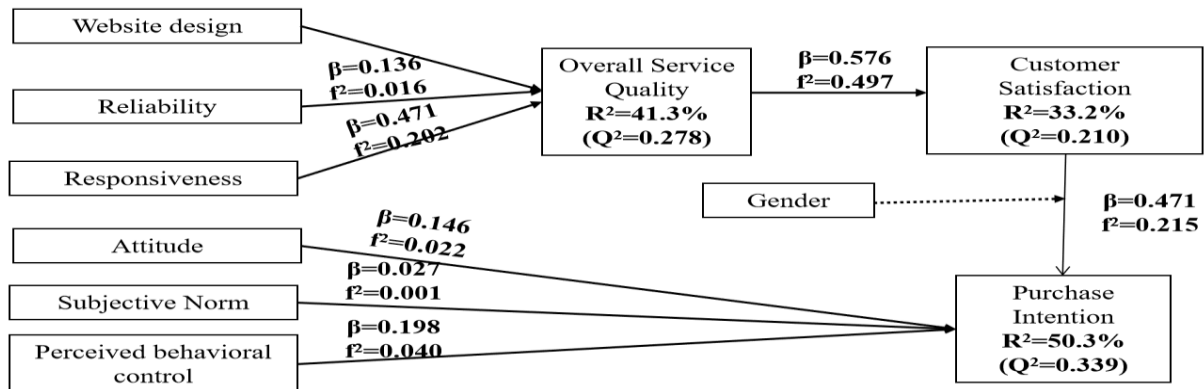 Website design
β=0.136
f²=0.016
Reliability
β=0.471
f²=0.202
Responsiveness
Overall Service
Quality
R²=41.3%
(Q²=0.278)
β=0.576
f²=0.497
Customer
Satisfaction
R²=33.2%
(Q²=0.210)
Gender
β=0.471
f²=0.215
Attitude
β=0.146
f²=0.022
Subjective Norm
β=0.027
f²=0.001
Perceived behavioral
control
β=0.198
f²=0.040
Purchase
Intention
R²=50.3%
(Q²=0.339)